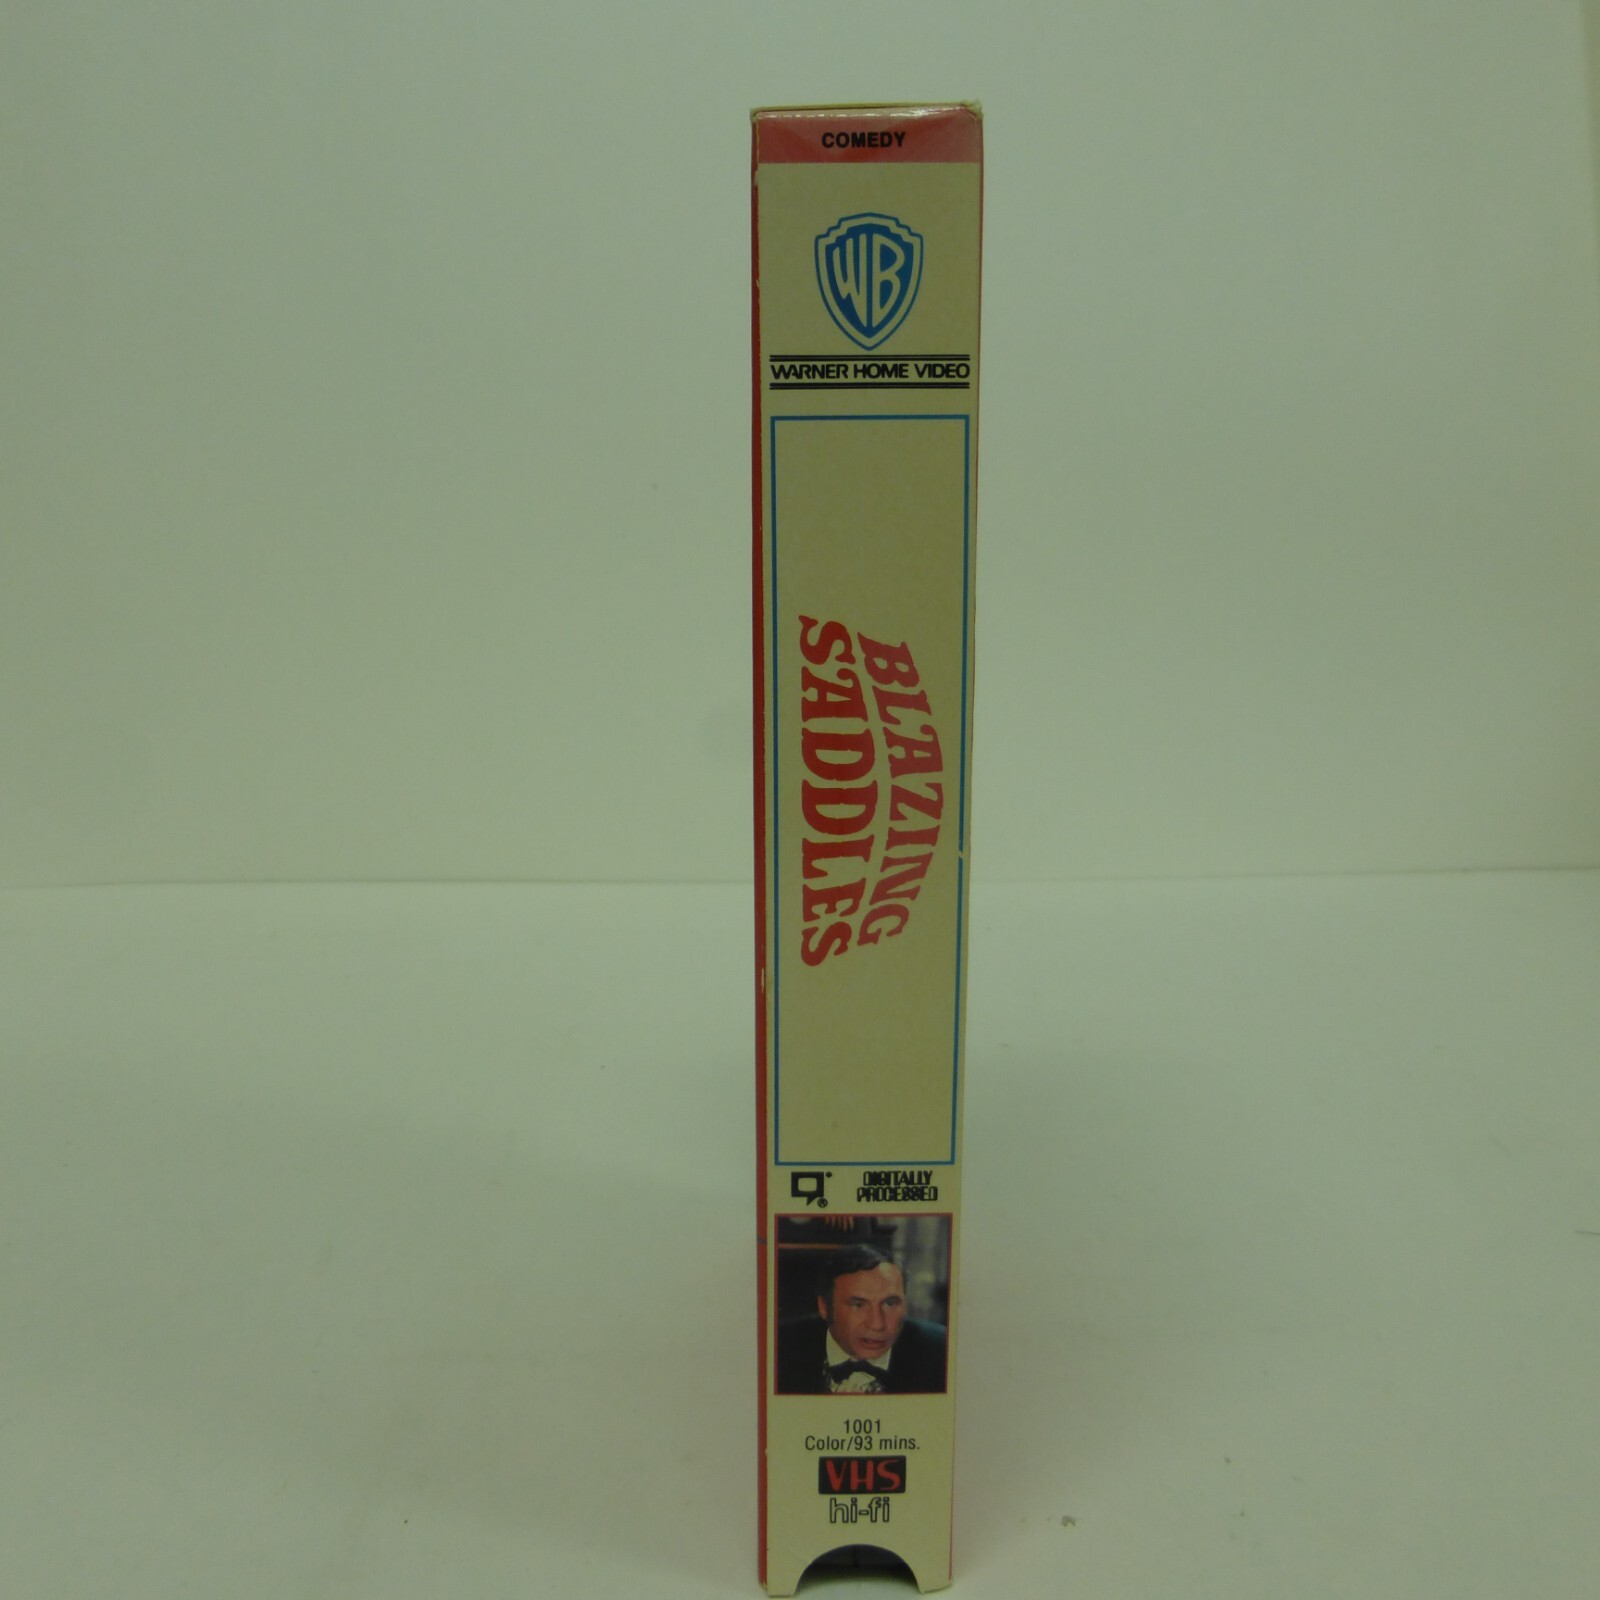 COMEDY
WB
WARNER HOME VIDEO
BLAZING
SADDLES
DIGITALLY
PROCESSED
1001
Color/93 mins.
VHS
hi-fi